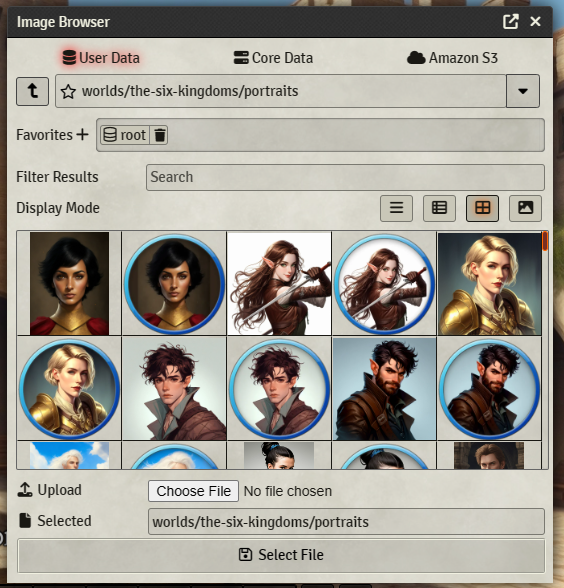 Image Browser
User Data Core Data Amazon S3
worlds/the-six-kingdoms/portraits
Favorites root
Filter Results Search
Display Mode
Upload Choose File No file chosen
Selected worlds/the-six-kingdoms/portraits
Select File